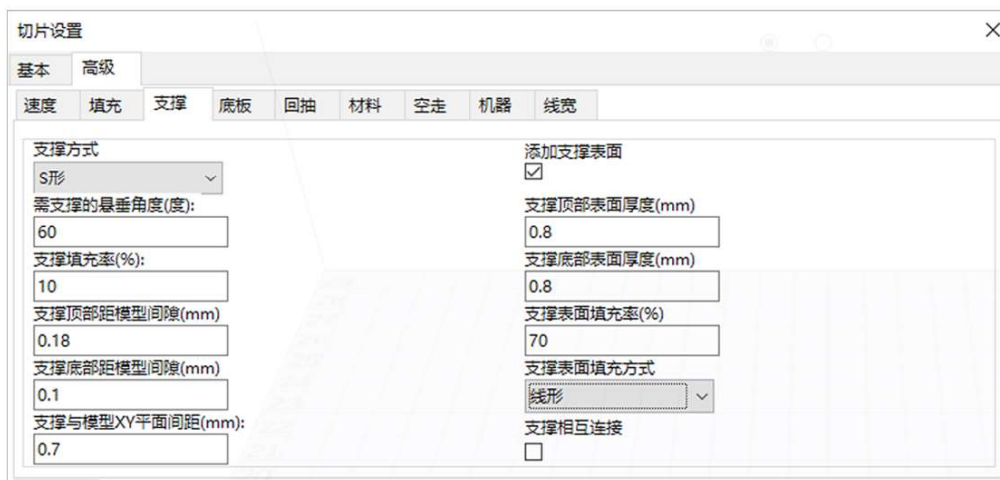 切片设置
基本 高级
速度 填充 支撑 底板 回抽 材料 空走 机器 线宽
支撑方式
S形
需支撑的悬垂角度(度):
60
支撑填充率(%):
10
支撑顶部距模型间隙(mm)
0.18
支撑底部距模型间隙(mm)
0.1
支撑与模型XY平面间距(mm):
0.7
添加支撑表面
支撑顶部表面厚度(mm)
0.8
支撑底部表面厚度(mm)
0.8
支撑表面填充率(%)
70
支撑表面填充方式
线形
支撑相互连接